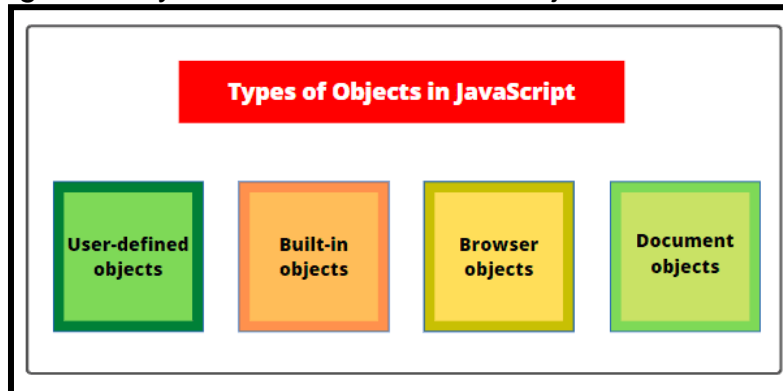 Types of Objects in JavaScript
User-defined
objects
Built-in
objects
Browser
objects
Document
objects